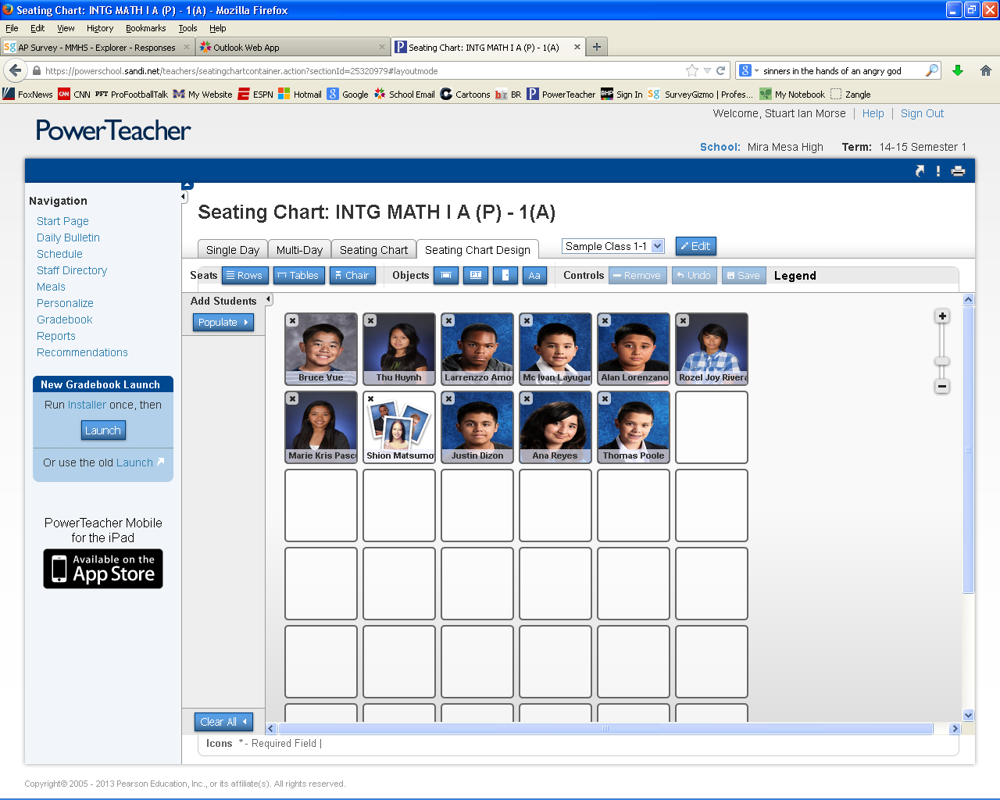 Seating Chart: INTG MATH I A (P) - 1(A) - Mozilla Firefox
File Edit View History Bookmarks Tools Help
AP Survey - MMHS - Explorer - Responses Outlook Web App Seating Chart: INTG MATH I A (P) - 1(A)
https://powerschool.sandi.net/teachers/seatingchartcontainer.action?sectionId=25320979#layoutmode sinners in the hands of an angry god
FoxNews CNN ProFootballTalk My Website ESPN Hotmail Google School Email Cartoons BR PowerTeacher Sign In SurveyGizmo | Profes... My Notebook Zangle
Welcome, Stuart Ian Morse | Help | Sign Out
PowerTeacher
School: Mira Mesa High Term: 14-15 Semester 1
Navigation
Start Page
Daily Bulletin
Schedule
Staff Directory
Meals
Personalize
Gradebook
Reports
Recommendations
New Gradebook Launch
Run Installer once, then
Launch
Or use the old Launch
PowerTeacher Mobile
for the iPad
Available on the
App Store
Seating Chart: INTG MATH I A (P) - 1(A)
Single Day Multi-Day Seating Chart Seating Chart Design Sample Class 1-1 Edit
Seats Rows Tables Chair Objects PT Aa Controls Remove Undo Save Legend
Add Students
Populate
Bruce Vue Thu Huynh Larrenzzo Amos Mc Ivan Layugan Alan Lorenzano Rozel Joy Rivera
Marie Kris Pascu Shion Matsumot Justin Dizon Ana Reyes Thomas Poole
Clear All
Icons * - Required Field |
Copyright© 2005 - 2013 Pearson Education, Inc., or its affiliate(s). All rights reserved.